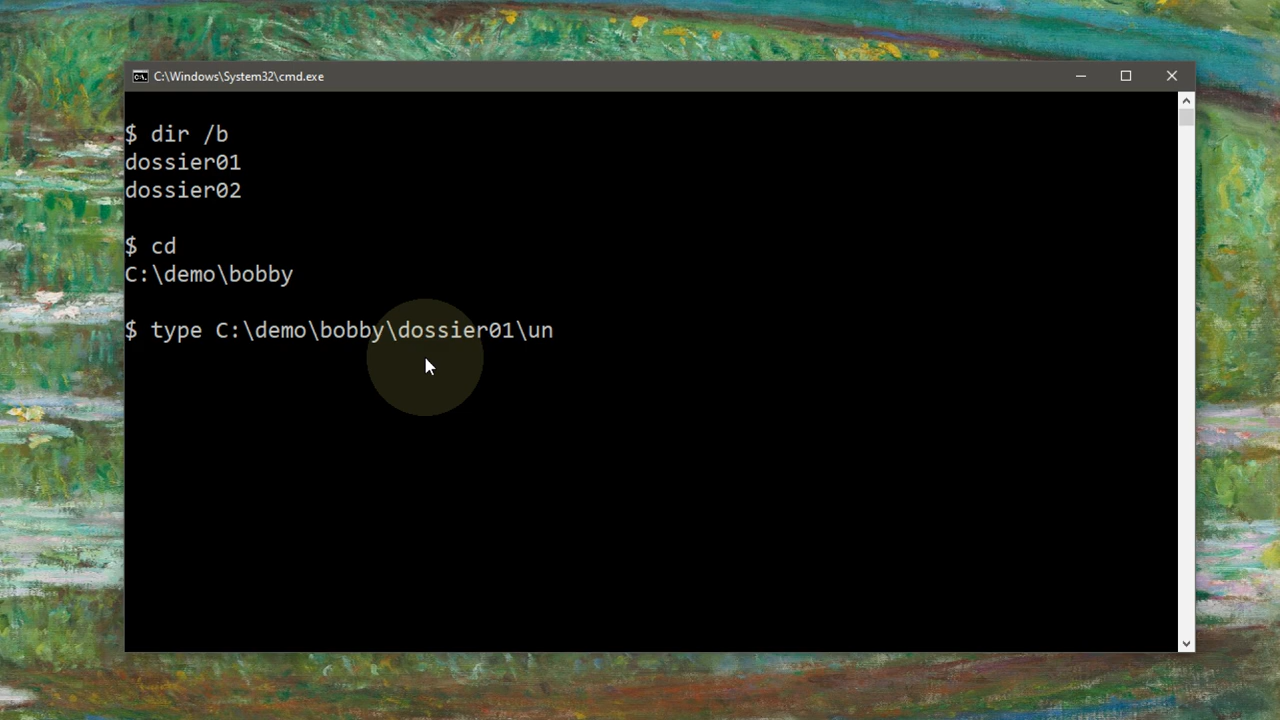 C:\Windows\System32\cmd.exe
$ dir /b
dossier01
dossier02
$ cd
C:\demo\bobby
$ type C:\demo\bobby\dossier01\un